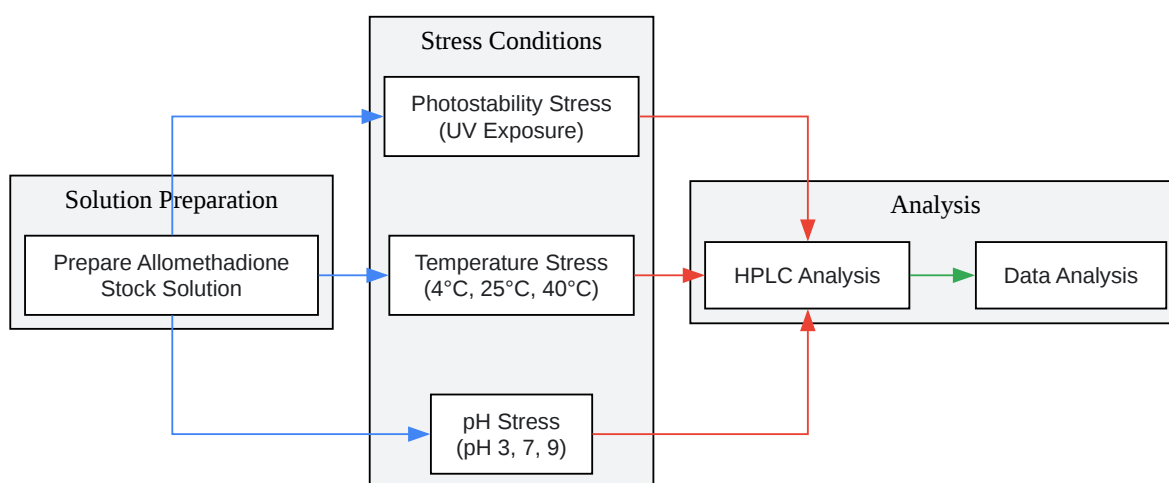 Solution Preparation
Prepare Allomethadione
Stock Solution
Stress Conditions
Photostability Stress
(UV Exposure)
Temperature Stress
(4°C, 25°C, 40°C)
pH Stress
(pH 3, 7, 9)
Analysis
HPLC Analysis
Data Analysis